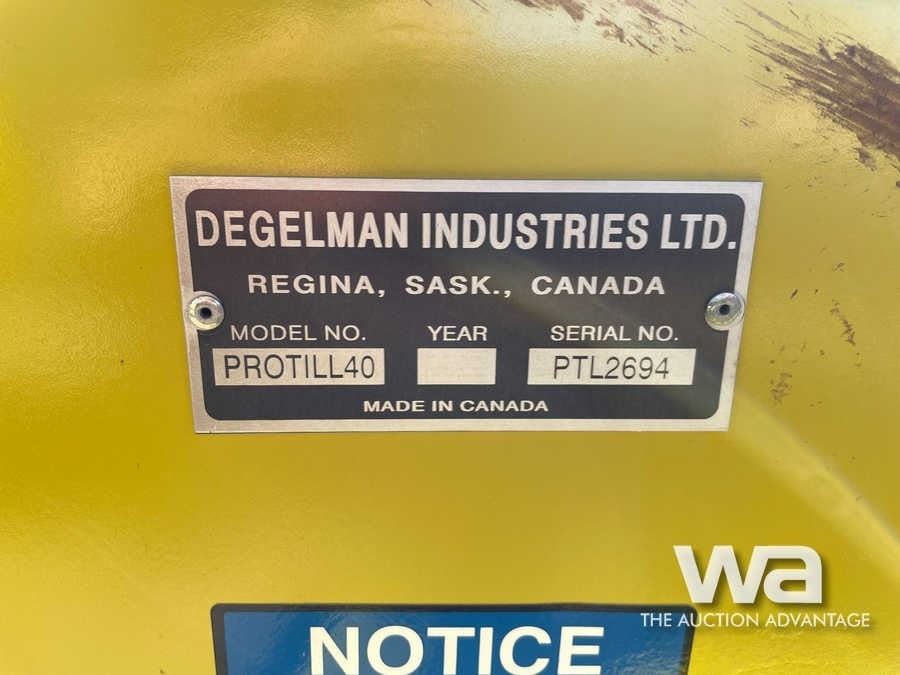 DEGELMAN INDUSTRIES LTD.
REGINA, SASK., CANADA
MODEL NO. YEAR SERIAL NO.
PROTILL40 PTL2694
MADE IN CANADA
wa
THE AUCTION ADVANTAGE
NOTICE